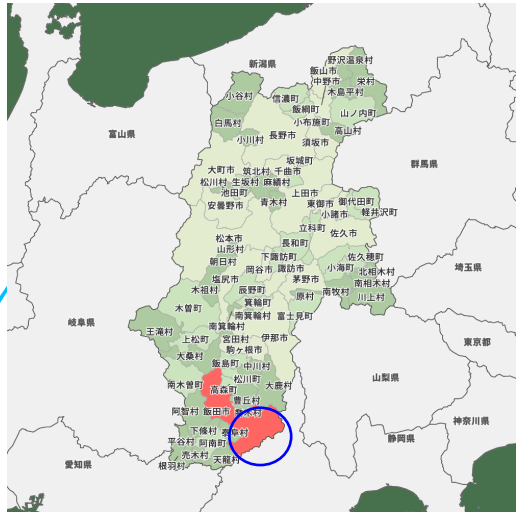 野沢温泉村
新潟県
飯山市
栄村
中野市
小谷村
信濃町
木島平村
飯綱町
山ノ内町
白馬村
小布施町
富山県
長野市
高山村
小川村
須坂市
坂城町
群馬県
大町市
筑北村
千曲市
松川村
生坂村
麻績村
池田町
上田市
安曇野市
青木村
東御市
御代田町
小諸市
軽井沢町
立科町
佐久市
松本市
長和町
山形村
下諏訪町
佐久穂町
朝日村
岡谷市
諏訪市
小海町
北相木村
埼玉県
塩尻市
茅野市
南相木村
木祖村
辰野町
原村
南牧村
川上村
箕輪町
木曽町
南箕輪村
富士見町
岐阜県
南箕輪村
王滝村
上松町
宮田村
伊那市
東京都
大桑村
駒ヶ根市
飯島町
中川村
南木曽町
松川町
山梨県
高森町
大鹿村
豊丘村
阿智村
飯田市
神奈川県
下條村
泰阜村
静岡県
平谷村
阿南町
売木村
天龍村
愛知県
根羽村